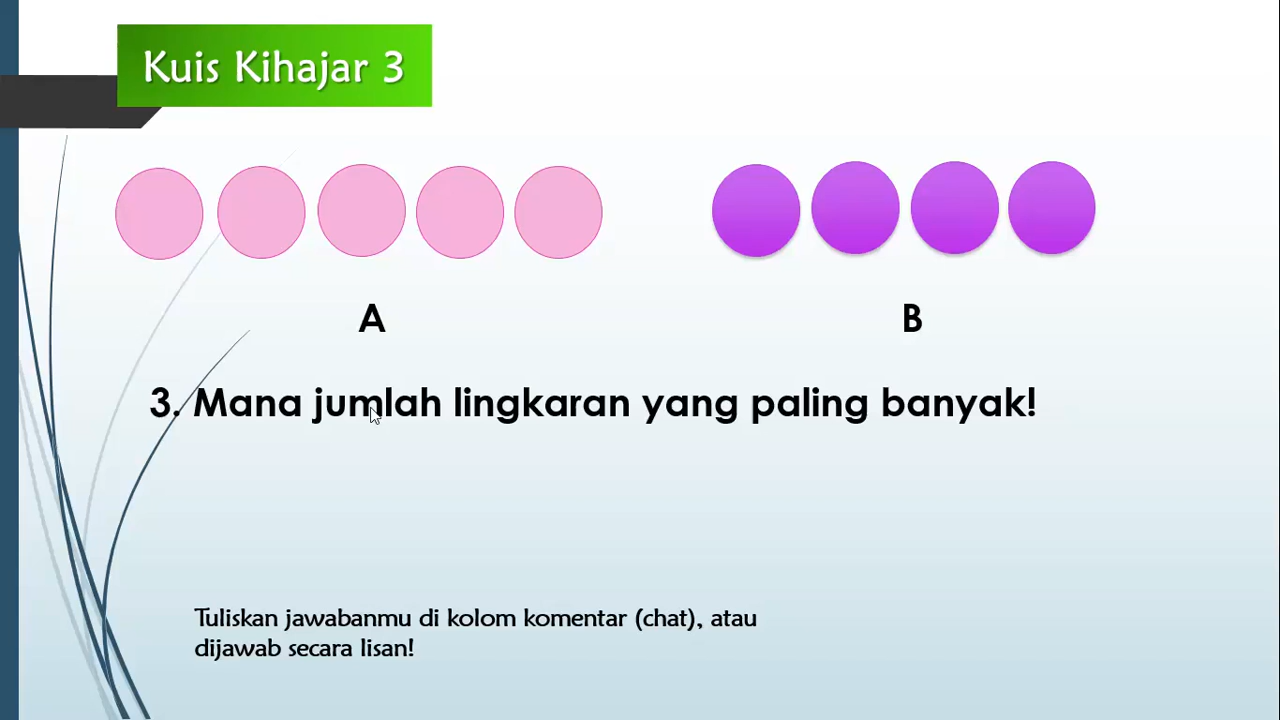 Kuis Kihajar 3
A
B
3. Mana jumlah lingkaran yang paling banyak!
Tuliskan jawabanmu di kolom komentar (chat), atau
dijawab secara lisan!